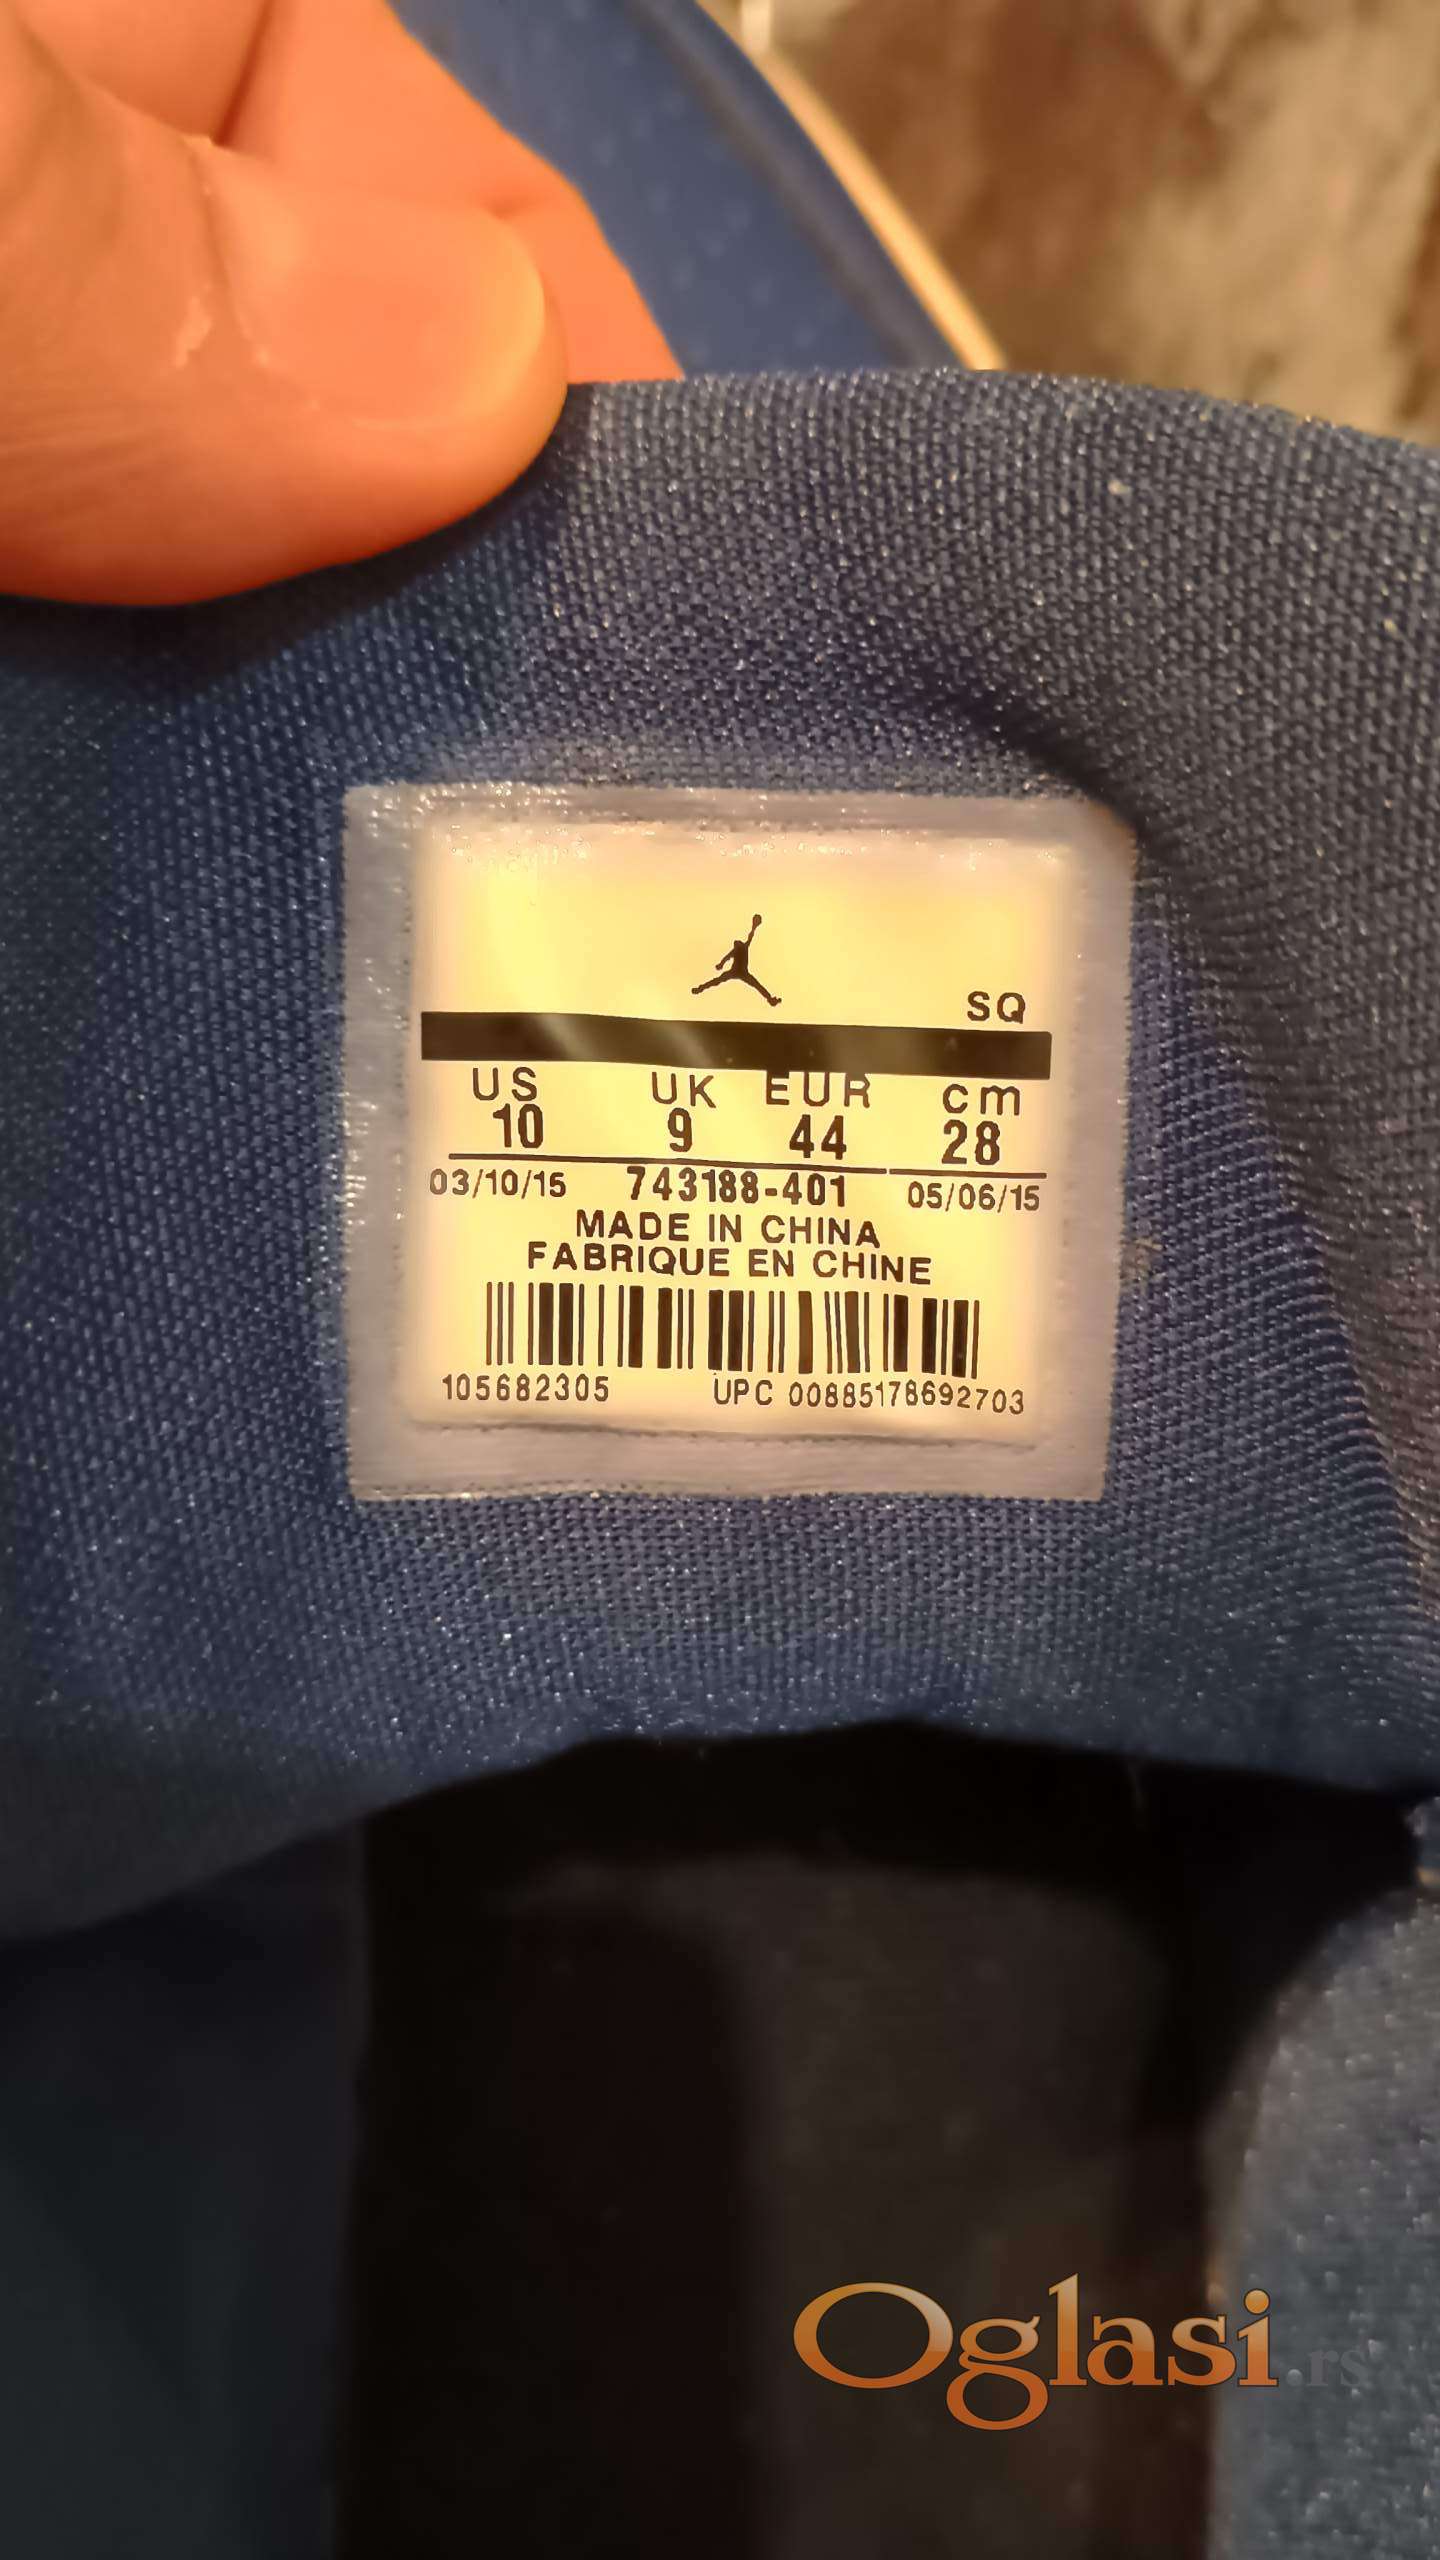 SQ
US UK EUR cm
10 9 44 28
03/10/15 743188-401 05/06/15
MADE IN CHINA
FABRIQUE EN CHINE
105682305 UPC 00885178692703
Oglasi.rs